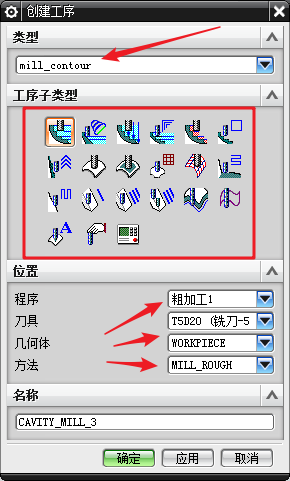 创建工序
类型
mill_contour
工序子类型
A
位置
程序 粗加工1
刀具 T5D20 (铣刀-5
几何体 WORKPIECE
方法 MILL_ROUGH
名称
CAVITY_MILL_3
确定 应用 取消